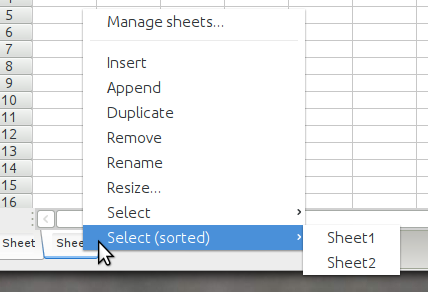 Manage sheets...
5
6
7
8
9
10
11
12
13
14
15
16
Insert
Append
Duplicate
Remove
Rename
Resize...
Select
Select (sorted)
Sheet1
Sheet2
Sheet